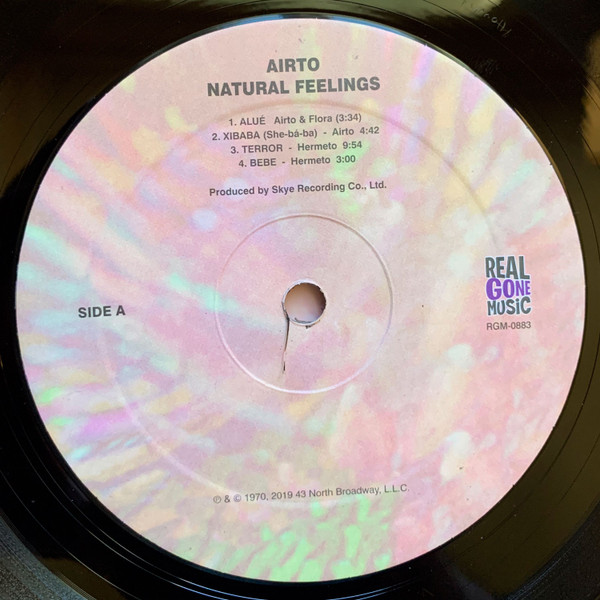 AIRTO
NATURAL FEELINGS
1. ALUÉ Airto & Flora (3:34)
2. XIBABA (She-bá-ba) - Airto 4:42
3. TERROR - Hermeto 9:54
4. BEBE - Hermeto 3:00
Produced by Skye Recording Co., Ltd.
SIDE A
REAL
GONE
MUSiC
RGM-0883
℗ & © 1970, 2019 43 North Broadway, L.L.C.